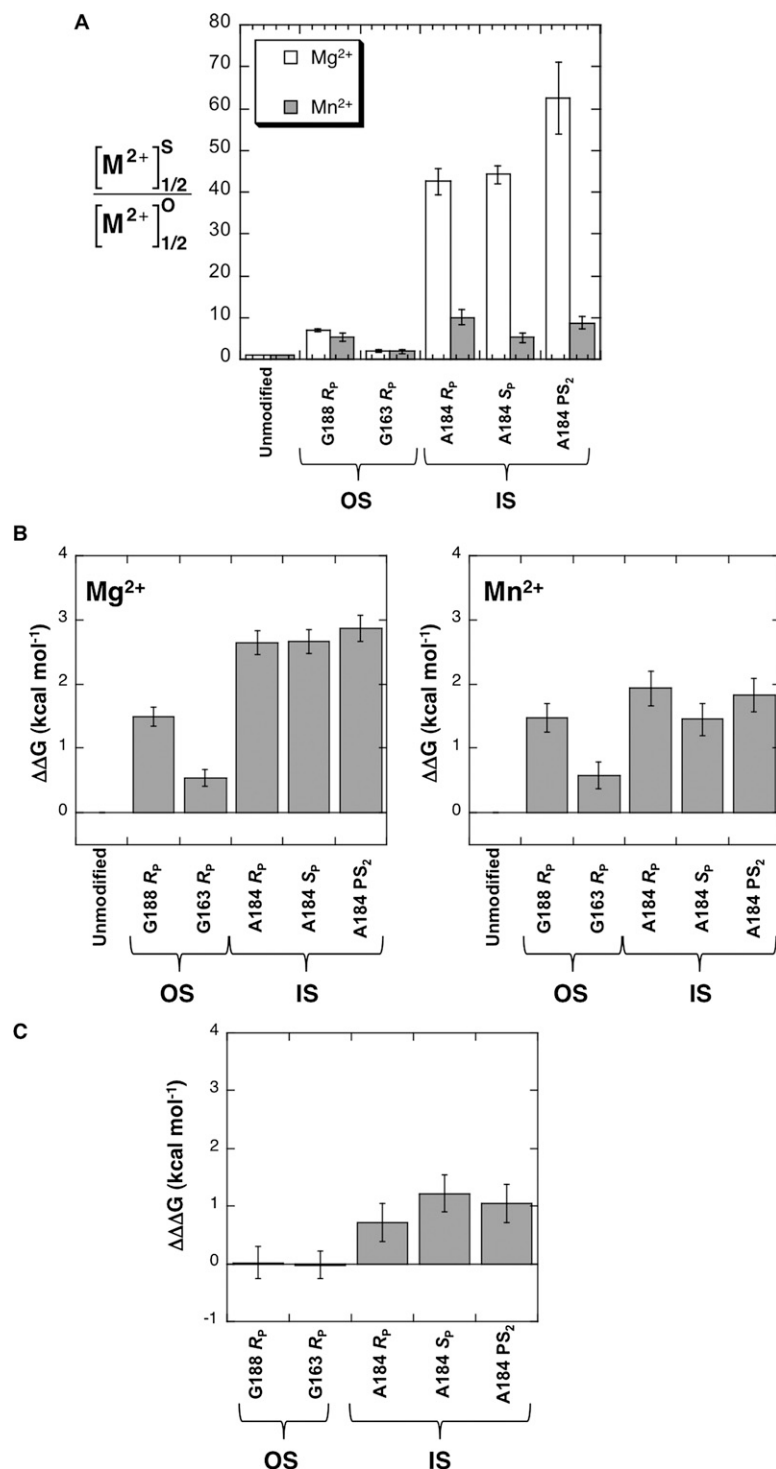 A
80
70
60
50
40
30
20
10
0
Mg²⁺
Mn²⁺
[M²⁺]S1/2
[M²⁺]O1/2
Unmodified
G188 RP
G163 RP
A184 RP
A184 SP
A184 PS₂
OS IS
B
ΔΔG (kcal mol⁻¹)
4
3
2
1
0
Mg²⁺
Unmodified
G188 RP
G163 RP
A184 RP
A184 SP
A184 PS₂
OS IS
ΔΔG (kcal mol⁻¹)
4
3
2
1
0
Mn²⁺
Unmodified
G188 RP
G163 RP
A184 RP
A184 SP
A184 PS₂
OS IS
C
ΔΔΔG (kcal mol⁻¹)
4
3
2
1
0
-1
G188 RP
G163 RP
A184 RP
A184 SP
A184 PS₂
OS IS